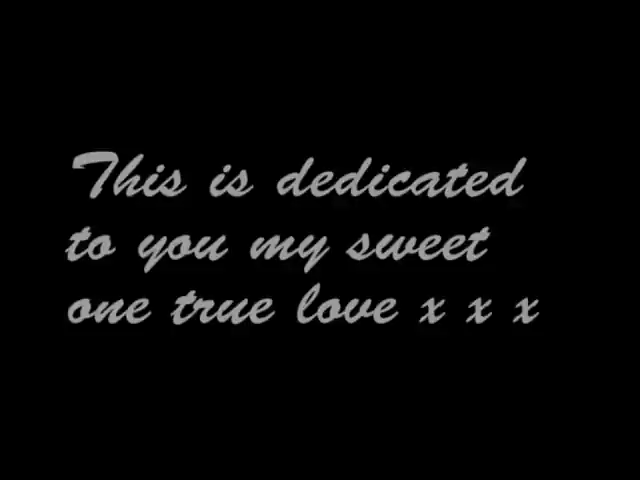 This is dedicated
to you my sweet
one true love x x x